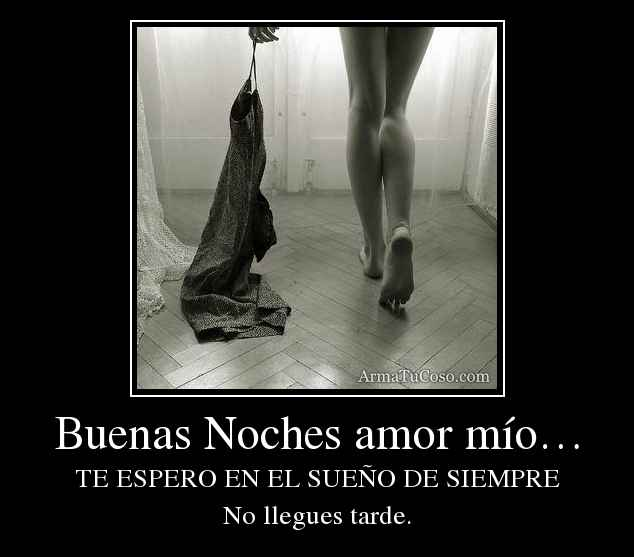 ArmaTuCoso.com
Buenas Noches amor mío...
TE ESPERO EN EL SUEÑO DE SIEMPRE
No llegues tarde.